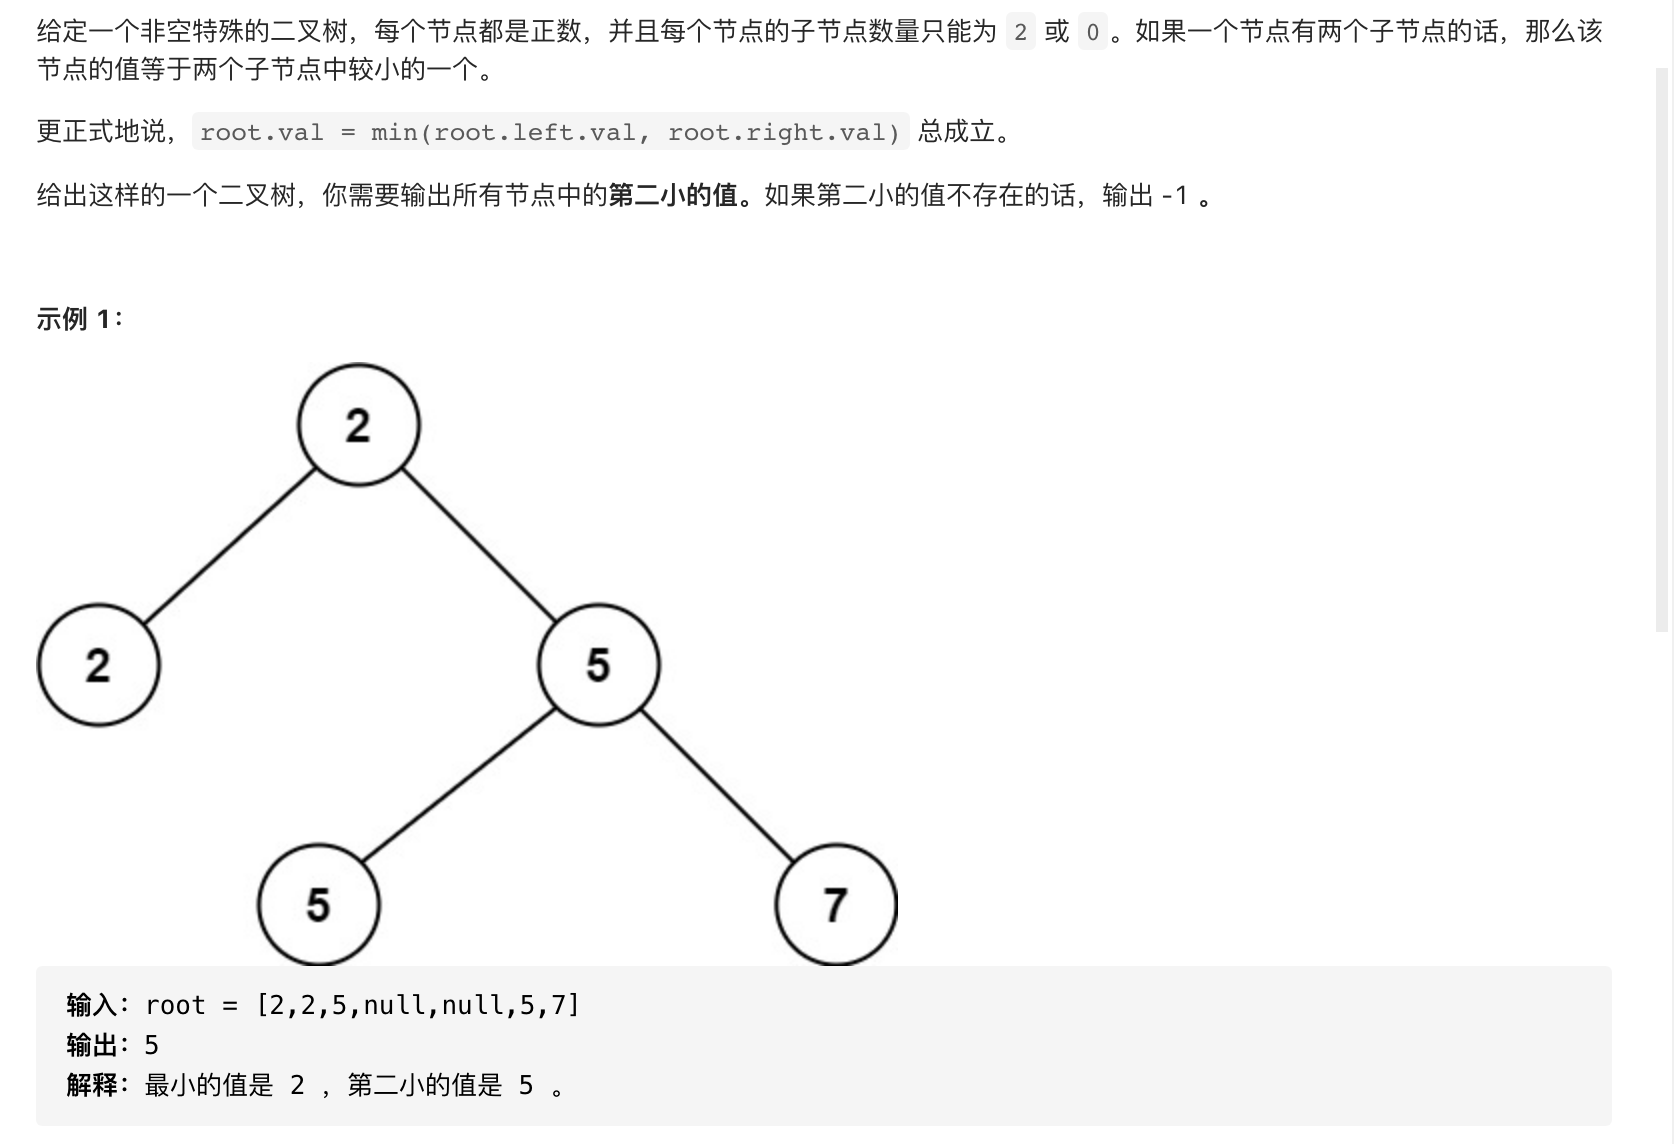 给定一个非空特殊的二叉树，每个节点都是正数，并且每个节点的子节点数量只能为 2 或 0 。如果一个节点有两个子节点的话，那么该
节点的值等于两个子节点中较小的一个。
更正式地说， root.val = min(root.left.val, root.right.val) 总成立。
给出这样的一个二叉树，你需要输出所有节点中的第二小的值。如果第二小的值不存在的话，输出 -1 。
示例 1：
2
2
5
5
7
输入：root = [2,2,5,null,null,5,7]
输出：5
解释：最小的值是 2 ，第二小的值是 5 。